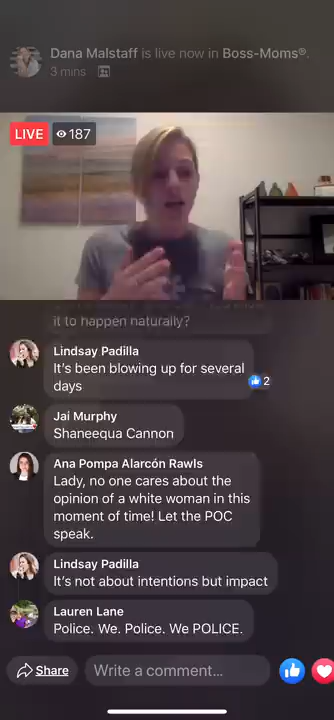 Dana Malstaff is live now in Boss-Moms®.
3 mins
LIVE 187
it to happen naturally?
Lindsay Padilla
It's been blowing up for several
days
2
Jai Murphy
Shaneequa Cannon
Ana Pompa Alarcón Rawls
Lady, no one cares about the
opinion of a white woman in this
moment of time! Let the POC
speak.
Lindsay Padilla
It's not about intentions but impact
Lauren Lane
Police. We. Police. We POLICE.
Share Write a comment...